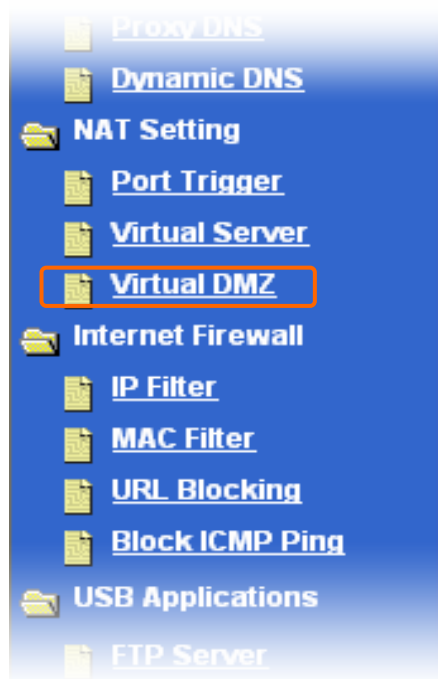 Proxy DNS
Dynamic DNS
NAT Setting
Port Trigger
Virtual Server
Virtual DMZ
Internet Firewall
IP Filter
MAC Filter
URL Blocking
Block ICMP Ping
USB Applications
FTP Server